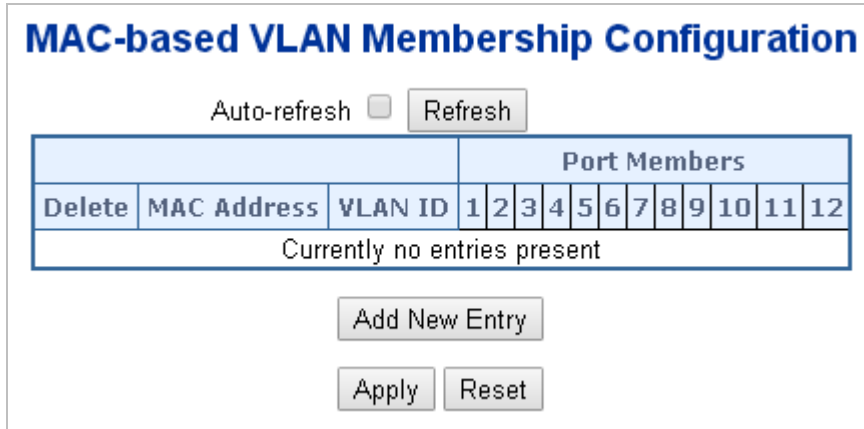 MAC-based VLAN Membership Configuration
Auto-refresh Refresh
Port Members
Delete MAC Address VLAN ID 1 2 3 4 5 6 7 8 9 10 11 12
Currently no entries present
Add New Entry
Apply Reset